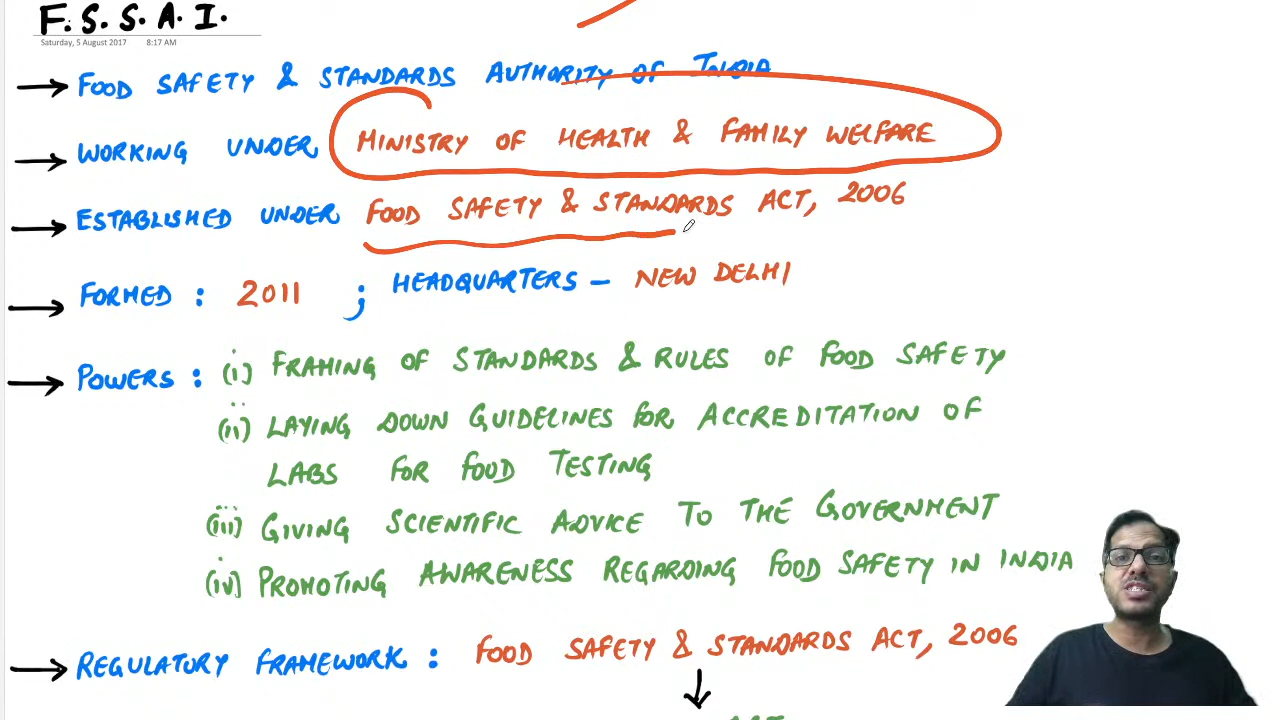 F. S. S. A. I.
Saturday, 5 August 2017 8:17 AM
→ FOOD SAFETY & STANDARDS AUTHORITY OF INDIA
→ WORKING UNDER MINISTRY OF HEALTH & FAMILY WELFARE
→ ESTABLISHED UNDER FOOD SAFETY & STANDARDS ACT, 2006
→ FORMED : 2011 ; HEADQUARTERS – NEW DELHI
→ POWERS : (i) FRAMING OF STANDARDS & RULES OF FOOD SAFETY
(ii) LAYING DOWN GUIDELINES FOR ACCREDITATION OF
LABS FOR FOOD TESTING
(iii) GIVING SCIENTIFIC ADVICE TO THE GOVERNMENT
(iv) PROMOTING AWARENESS REGARDING FOOD SAFETY IN INDIA
→ REGULATORY FRAMEWORK : FOOD SAFETY & STANDARDS ACT, 2006
↓